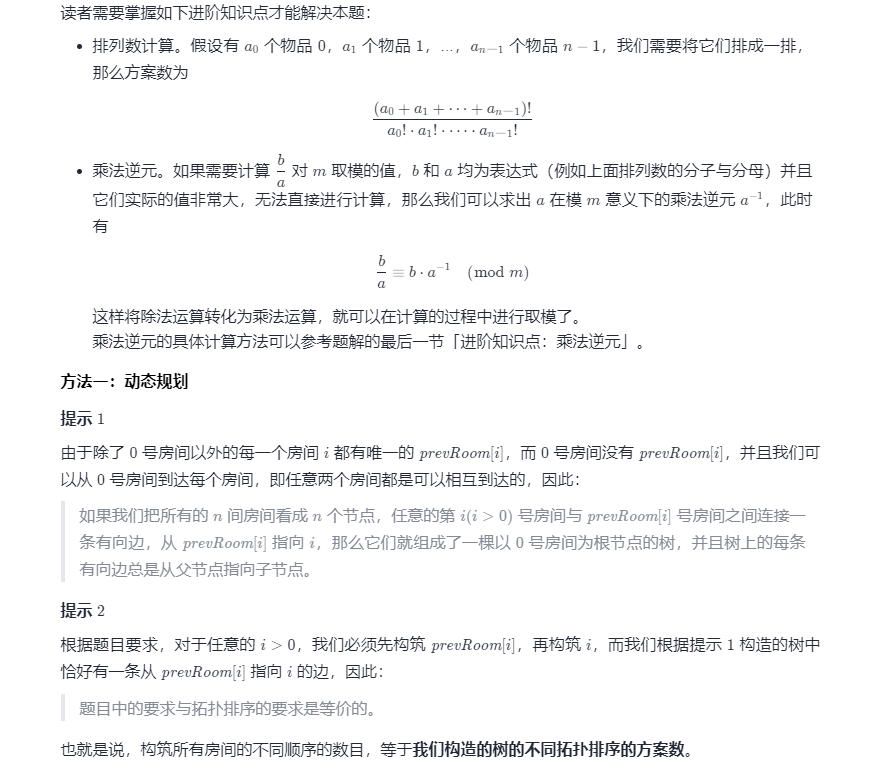 读者需要掌握如下进阶知识点才能解决本题：
• 排列数计算。假设有 a₀ 个物品 0，a₁ 个物品 1，...，aₙ₋₁ 个物品 n − 1，我们需要将它们排成一排，
那么方案数为
(a₀ + a₁ + ⋯ + aₙ₋₁)!
a₀! · a₁! · ⋯ · · aₙ₋₁!
• 乘法逆元。如果需要计算 b/a 对 m 取模的值，b 和 a 均为表达式（例如上面排列数的分子与分母）并且
它们实际的值非常大，无法直接进行计算，那么我们可以求出 a 在模 m 意义下的乘法逆元 a⁻¹，此时
有
b/a ≡ b · a⁻¹ (mod m)
这样将除法运算转化为乘法运算，就可以在计算的过程中进行取模了。
乘法逆元的具体计算方法可以参考题解的最后一节「进阶知识点：乘法逆元」。
方法一：动态规划
提示 1
由于除了 0 号房间以外的每一个房间 i 都有唯一的 prevRoom[i]，而 0 号房间没有 prevRoom[i]，并且我们可
以从 0 号房间到达每个房间，即任意两个房间都是可以相互到达的，因此：
如果我们把所有的 n 间房间看成 n 个节点，任意的第 i(i > 0) 号房间与 prevRoom[i] 号房间之间连接一
条有向边，从 prevRoom[i] 指向 i，那么它们就组成了一棵以 0 号房间为根节点的树，并且树上的每条
有向边总是从父节点指向子节点。
提示 2
根据题目要求，对于任意的 i > 0，我们必须先构筑 prevRoom[i]，再构筑 i，而我们根据提示 1 构造的树中
恰好有一条从 prevRoom[i] 指向 i 的边，因此：
题目中的要求与拓扑排序的要求是等价的。
也就是说，构筑所有房间的不同顺序的数目，等于我们构造的树的不同拓扑排序的方案数。